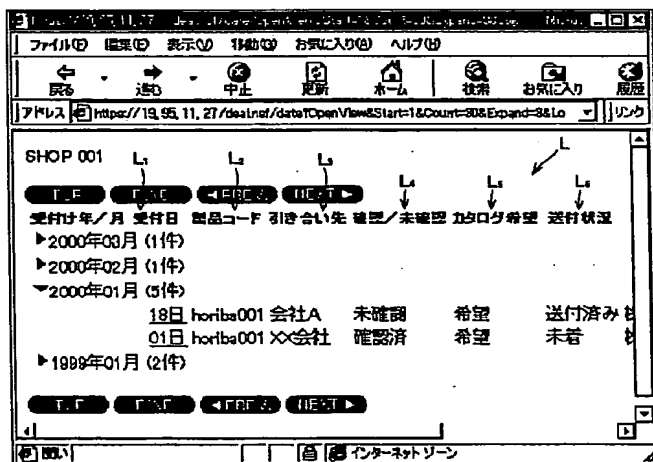 ファイル(F) 編集(E) 表示(V) 移動(G) お気に入り(A) ヘルプ(H)
戻る 進む 中止 更新 ホーム 検索 お気に入り 履歴
アドレス https://19.95.11.27/dea1.nsf/date?OpenView&Start=1&Count=30&Expand=3&Lo リンク
SHOP 001 L₁ L₂ L₃ L₄ L₅ L₆ L
◀PREV NEXT▶
受付け年/月 受付日 製品コード 引き合い先 確認/未確認 カタログ希望 送付状況
▶2000年03月 (1件)
▶2000年02月 (1件)
▼2000年01月 (5件)
18日 horiba001 会社A 未確認 希望 送付済み
01日 horiba001 XX会社 確認済 希望 未着
▶1999年01月 (2件)
◀PREV NEXT▶
インターネット ゾーン